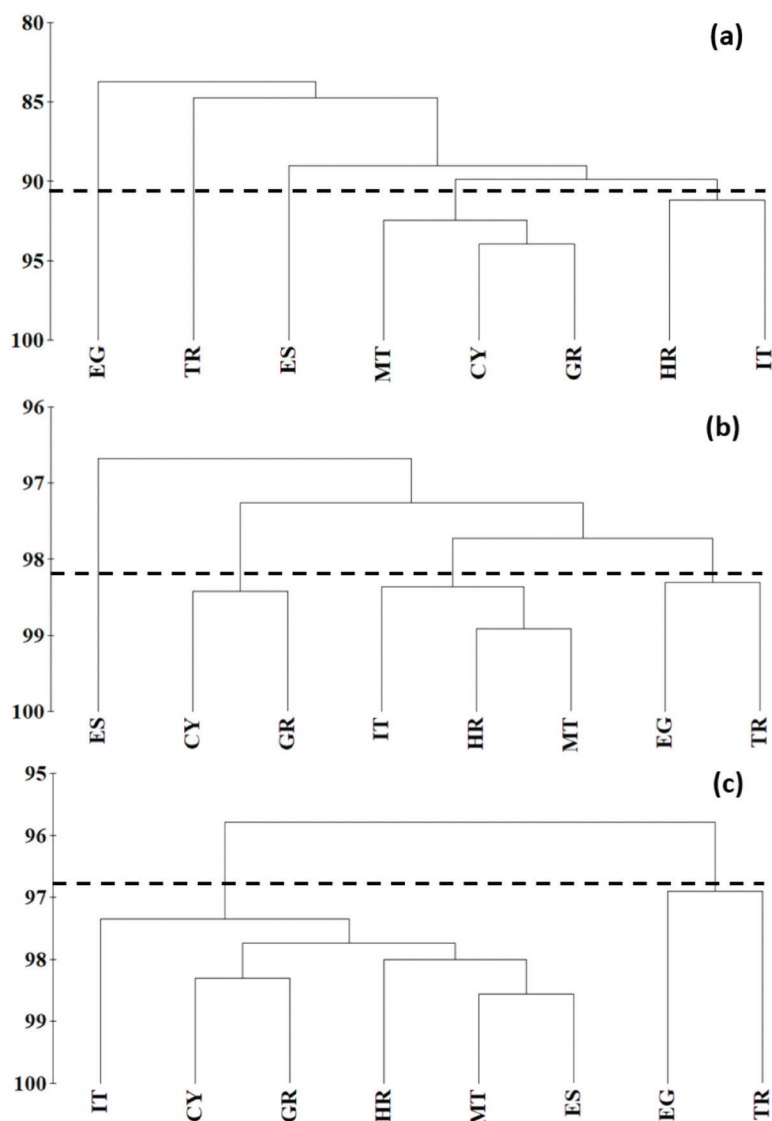 80
(a)
85
90
95
100
EG TR ES MT CY GR HR IT
96
(b)
97
98
99
100
ES CY GR IT HR MT EG TR
95
(c)
96
97
98
99
100
IT CY GR HR MT ES EG TR